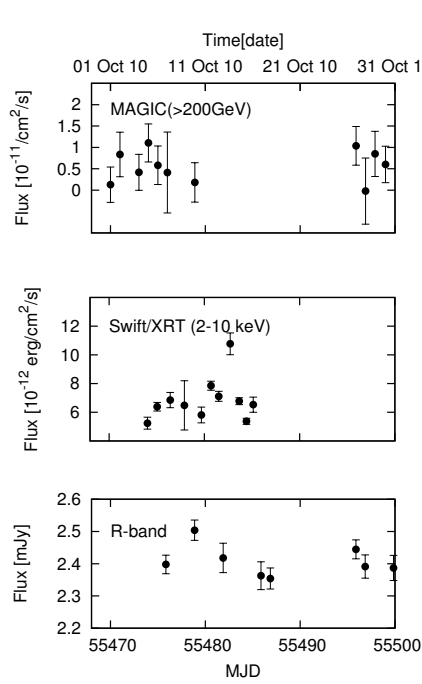 Time[date]
01 Oct 10 11 Oct 10 21 Oct 10 31 Oct 1
MAGIC(>200GeV)
Flux [10^-11/cm^2/s]
2
1.5
1
0.5
0
Swift/XRT (2-10 keV)
Flux [10^-12 erg/cm^2/s]
12
10
8
6
R-band
Flux [mJy]
2.6
2.5
2.4
2.3
2.2
55470 55480 55490 55500
MJD